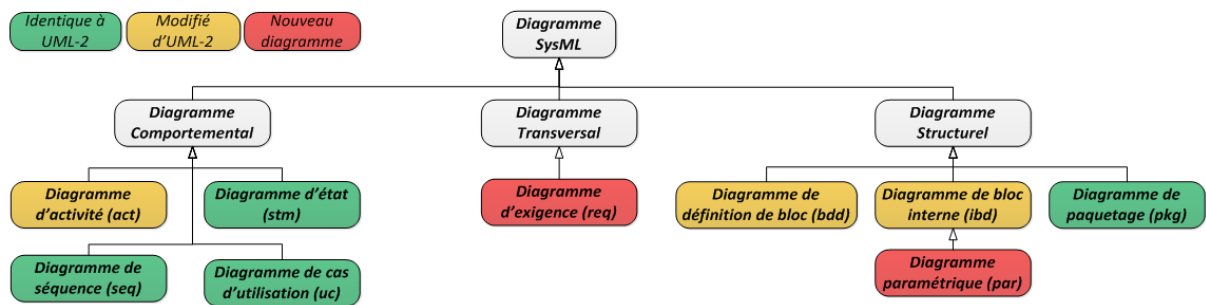 Identique à
UML-2
Modifié
d'UML-2
Nouveau
diagramme
Diagramme
SysML
Diagramme
Comportemental
Diagramme
Transversal
Diagramme
Structurel
Diagramme
d'activité (act)
Diagramme d'état
(stm)
Diagramme
d'exigence (req)
Diagramme de
définition de bloc (bdd)
Diagramme de bloc
interne (ibd)
Diagramme de
paquetage (pkg)
Diagramme de
séquence (seq)
Diagramme de cas
d'utilisation (uc)
Diagramme
paramétrique (par)